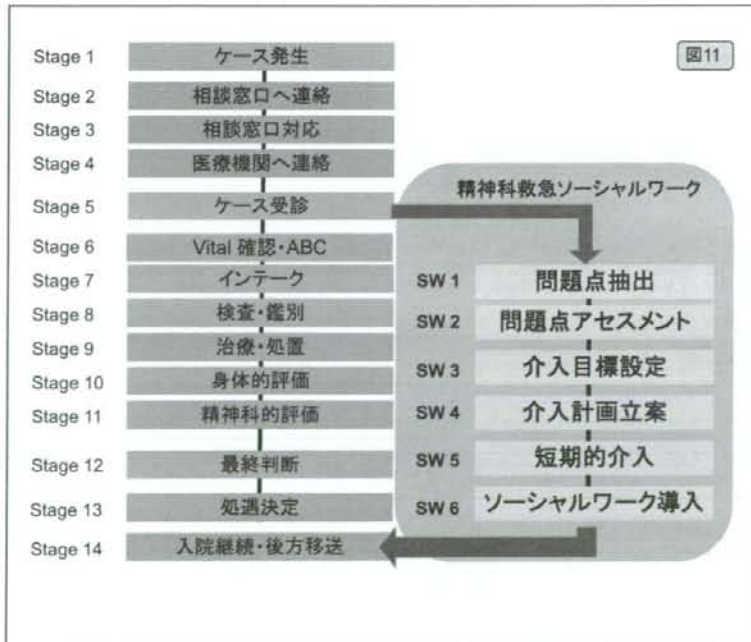 図11
Stage 1 ケース発生
Stage 2 相談窓口へ連絡
Stage 3 相談窓口対応
Stage 4 医療機関へ連絡
Stage 5 ケース受診
Stage 6 Vital 確認・ABC
Stage 7 インテーク
Stage 8 検査・鑑別
Stage 9 治療・処置
Stage 10 身体的評価
Stage 11 精神科的評価
Stage 12 最終判断
Stage 13 処遇決定
Stage 14 入院継続・後方移送
精神科救急ソーシャルワーク
SW 1 問題点抽出
SW 2 問題点アセスメント
SW 3 介入目標設定
SW 4 介入計画立案
SW 5 短期的介入
SW 6 ソーシャルワーク導入